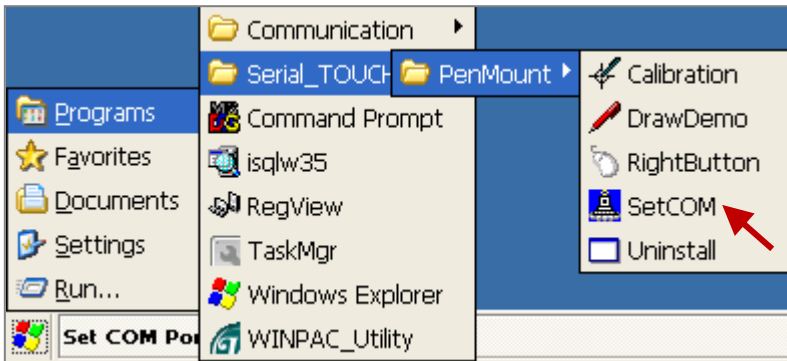 Programs
Favorites
Documents
Settings
Run...
Set COM Por
Communication
Serial_TOUCH
Command Prompt
isqlw35
RegView
TaskMgr
Windows Explorer
WINPAC_Utility
PenMount
Calibration
DrawDemo
RightButton
SetCOM
Uninstall